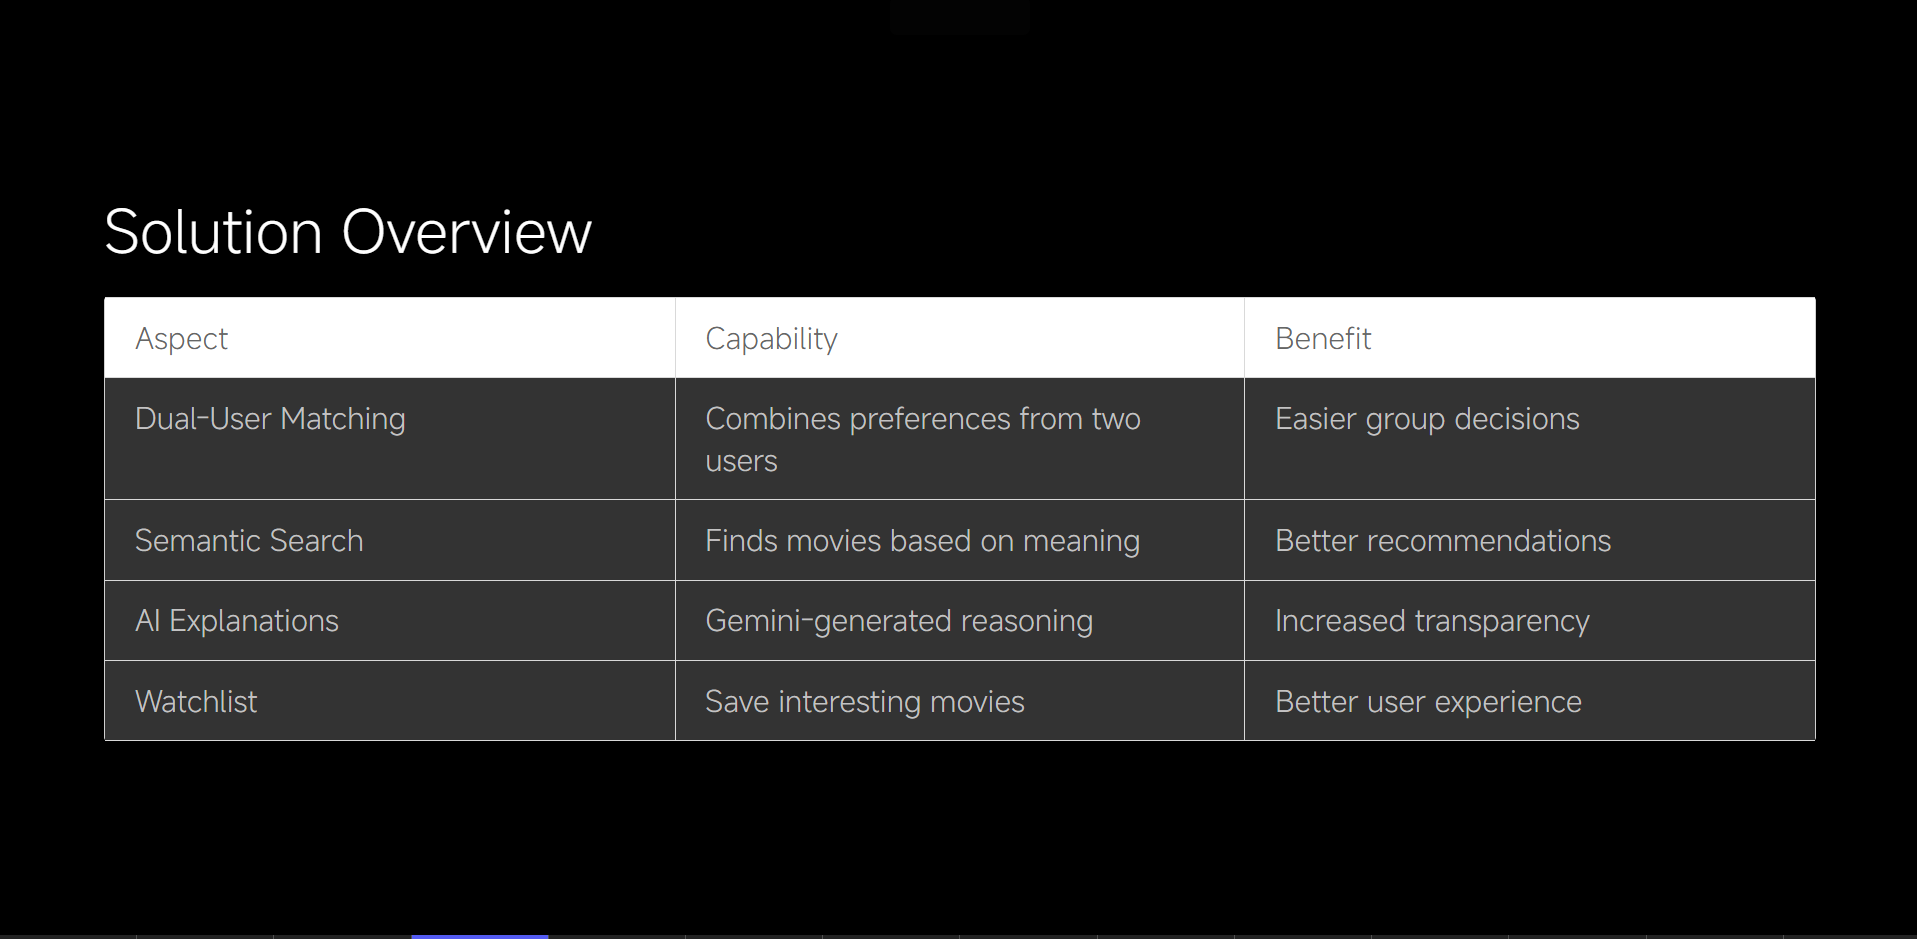 Solution Overview
Aspect
Capability
Benefit
Dual-User Matching
Combines preferences from two
users
Easier group decisions
Semantic Search
Finds movies based on meaning
Better recommendations
AI Explanations
Gemini-generated reasoning
Increased transparency
Watchlist
Save interesting movies
Better user experience